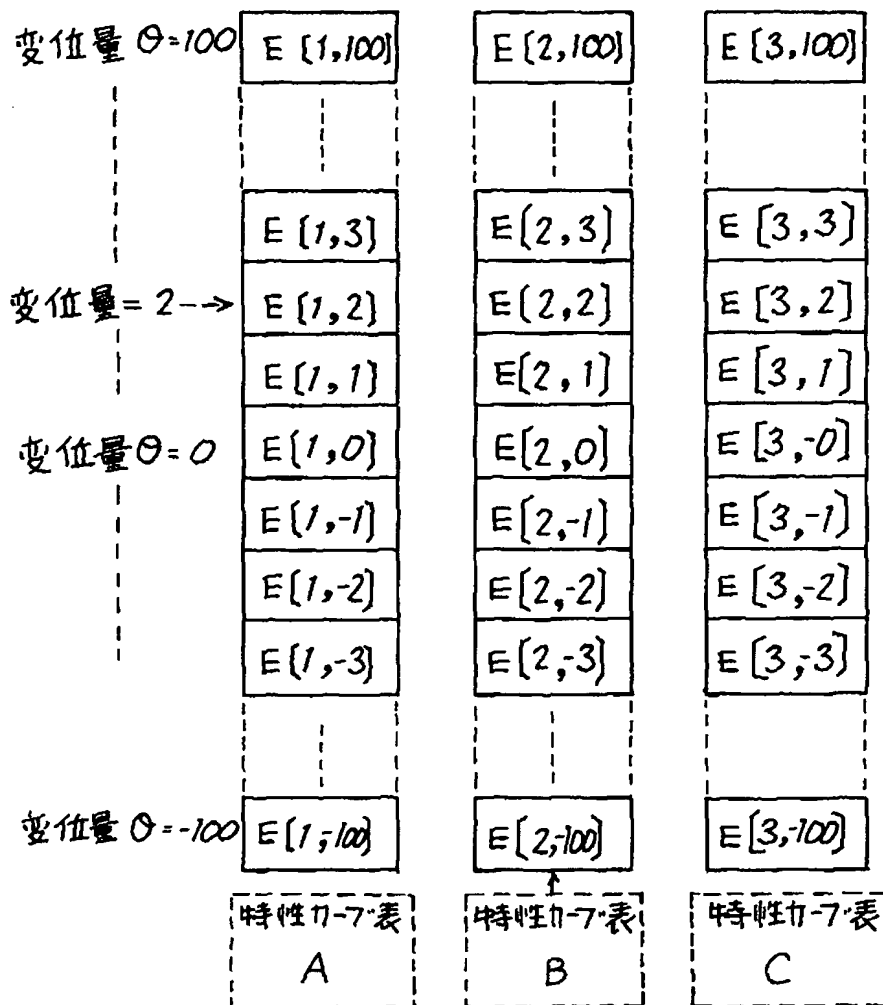 変位量 θ=100 E[1,100] E[2,100] E[3,100]
E[1,3] E[2,3] E[3,3]
変位量=2 --→ E[1,2] E[2,2] E[3,2]
E[1,1] E[2,1] E[3,1]
変位量θ=0 E[1,0] E[2,0] E[3,-0]
E[1,-1] E[2,-1] E[3,-1]
E[1,-2] E[2,-2] E[3,-2]
E[1,-3] E[2,-3] E[3,-3]
変位量 θ=-100 E[1,-100] E[2,-100] E[3,-100]
特性カーブ表 特性カーブ表 特性カーブ表
A B C